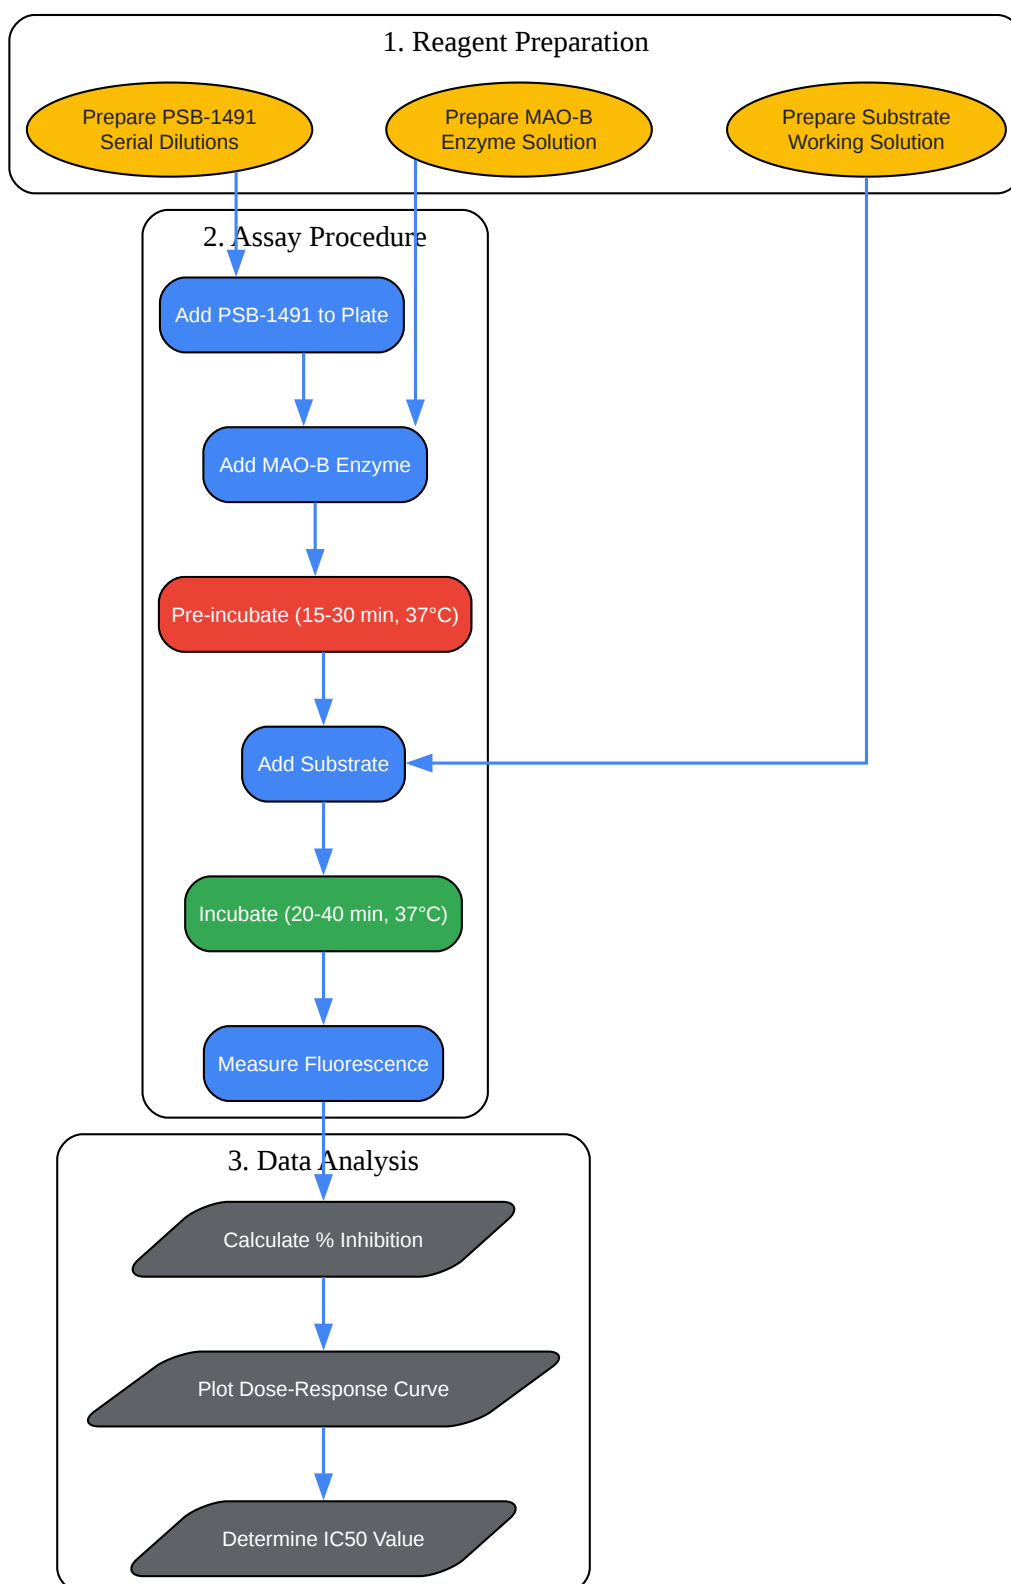 1. Reagent Preparation
Prepare PSB-1491
Serial Dilutions
Prepare MAO-B
Enzyme Solution
Prepare Substrate
Working Solution
2. Assay Procedure
Add PSB-1491 to Plate
Add MAO-B Enzyme
Pre-incubate (15-30 min, 37°C)
Add Substrate
Incubate (20-40 min, 37°C)
Measure Fluorescence
3. Data Analysis
Calculate % Inhibition
Plot Dose-Response Curve
Determine IC50 Value